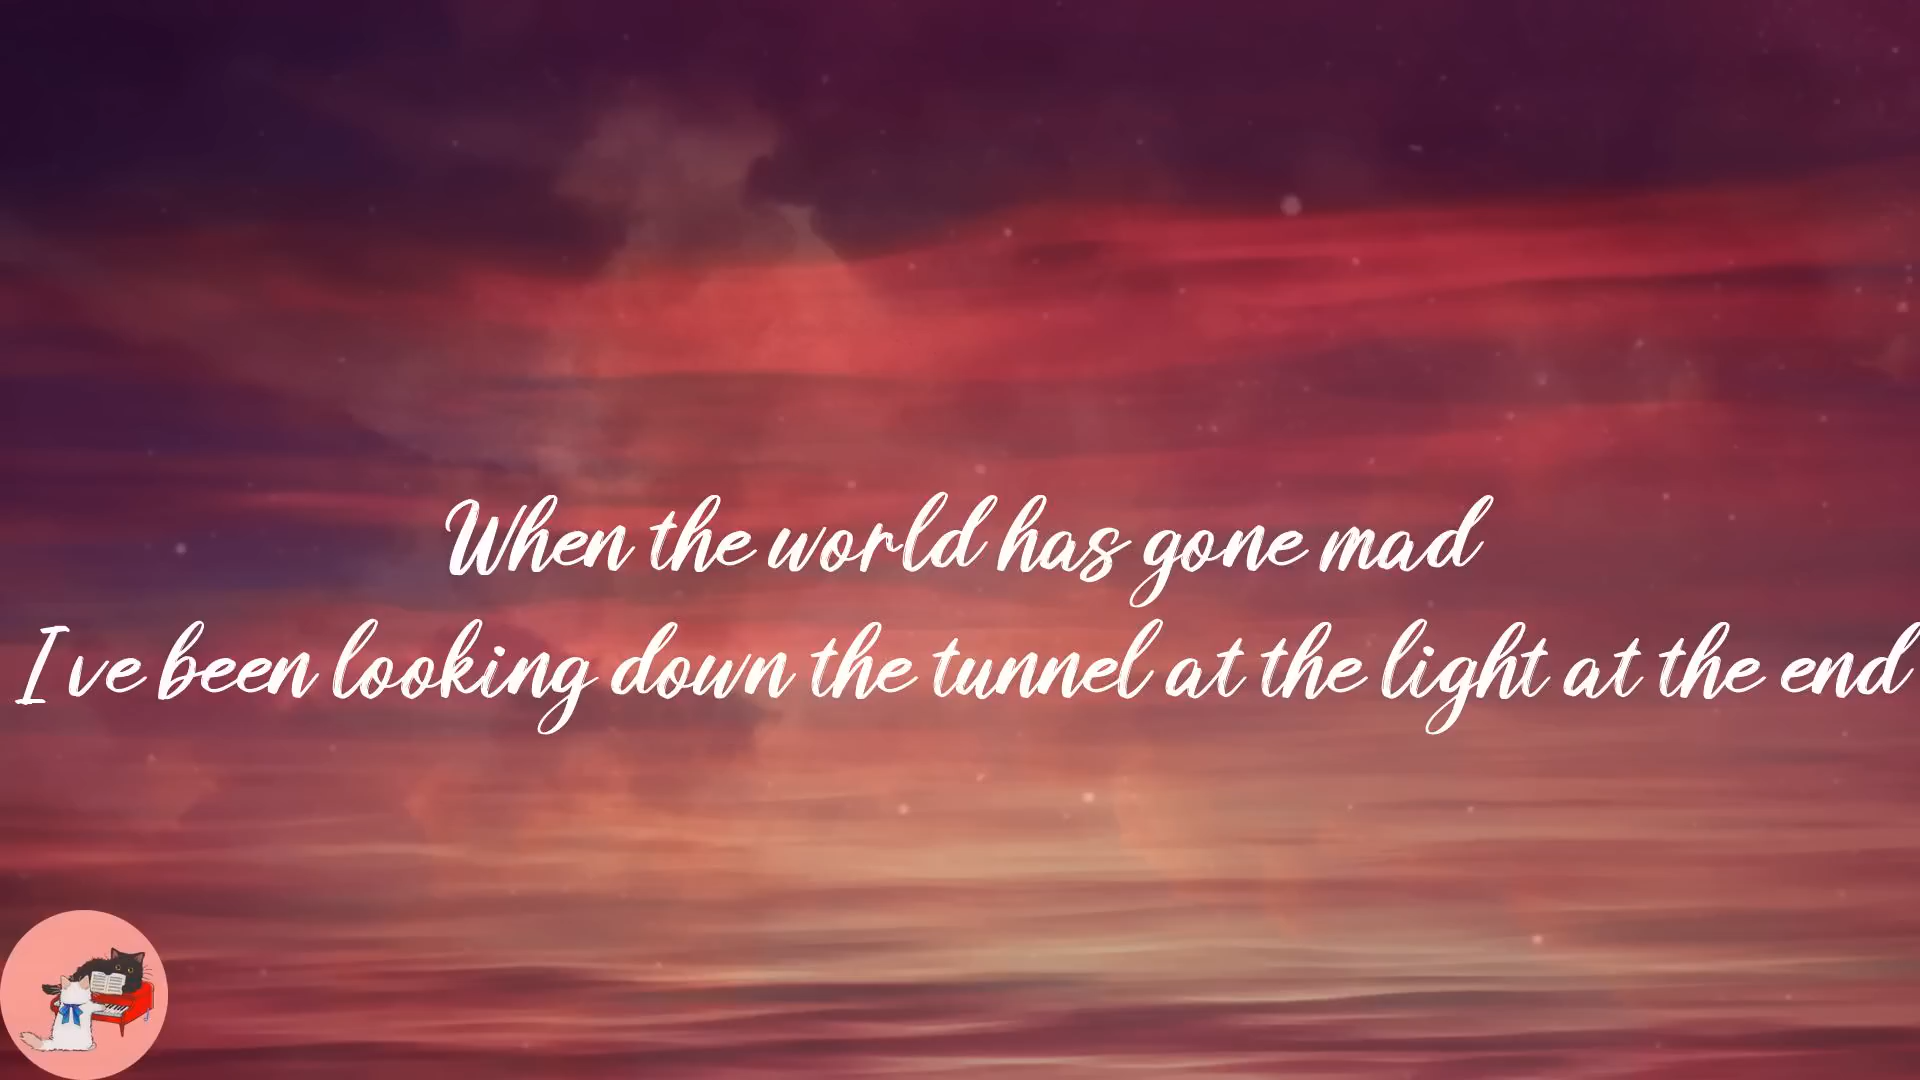 When the world has gone mad
I ve been looking down the tunnel at the light at the end